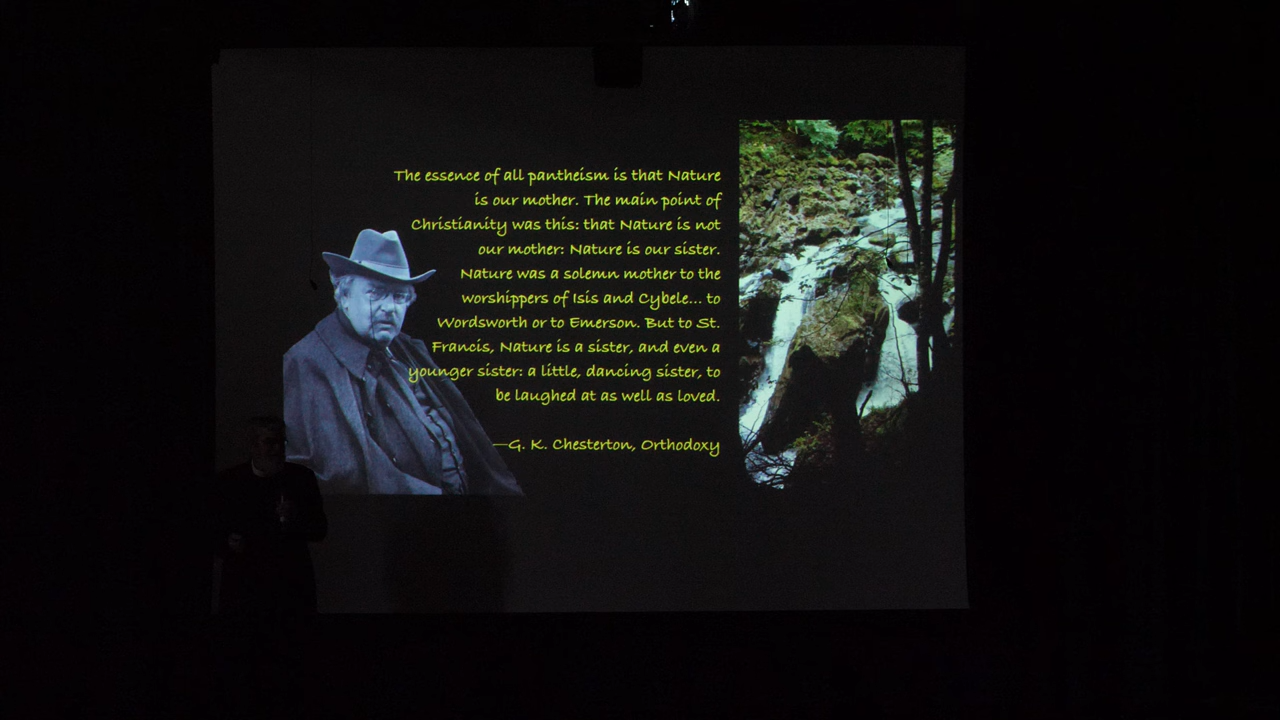 The essence of all pantheism is that Nature
is our mother. The main point of
Christianity was this: that Nature is not
our mother: Nature is our sister.
Nature was a solemn mother to the
worshippers of Isis and Cybele... to
Wordsworth or to Emerson. But to St.
Francis, Nature is a sister, and even a
younger sister: a little, dancing sister, to
be laughed at as well as loved.
—G. K. Chesterton, Orthodoxy